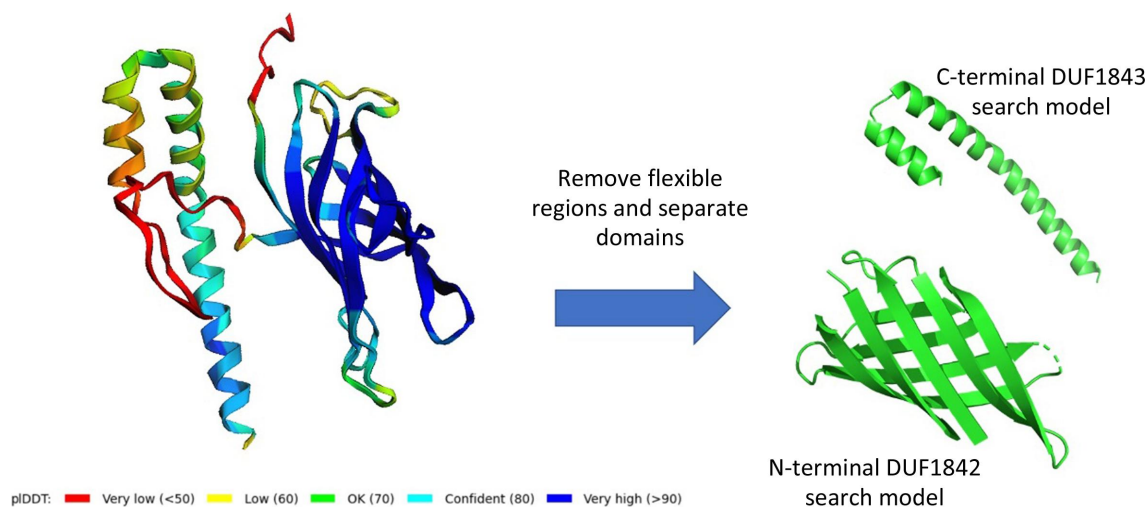 C-terminal DUF1843
search model
Remove flexible
regions and separate
domains
N-terminal DUF1842
search model
plDDT: Very low (<50) Low (60) OK (70) Confident (80) Very high (>90)